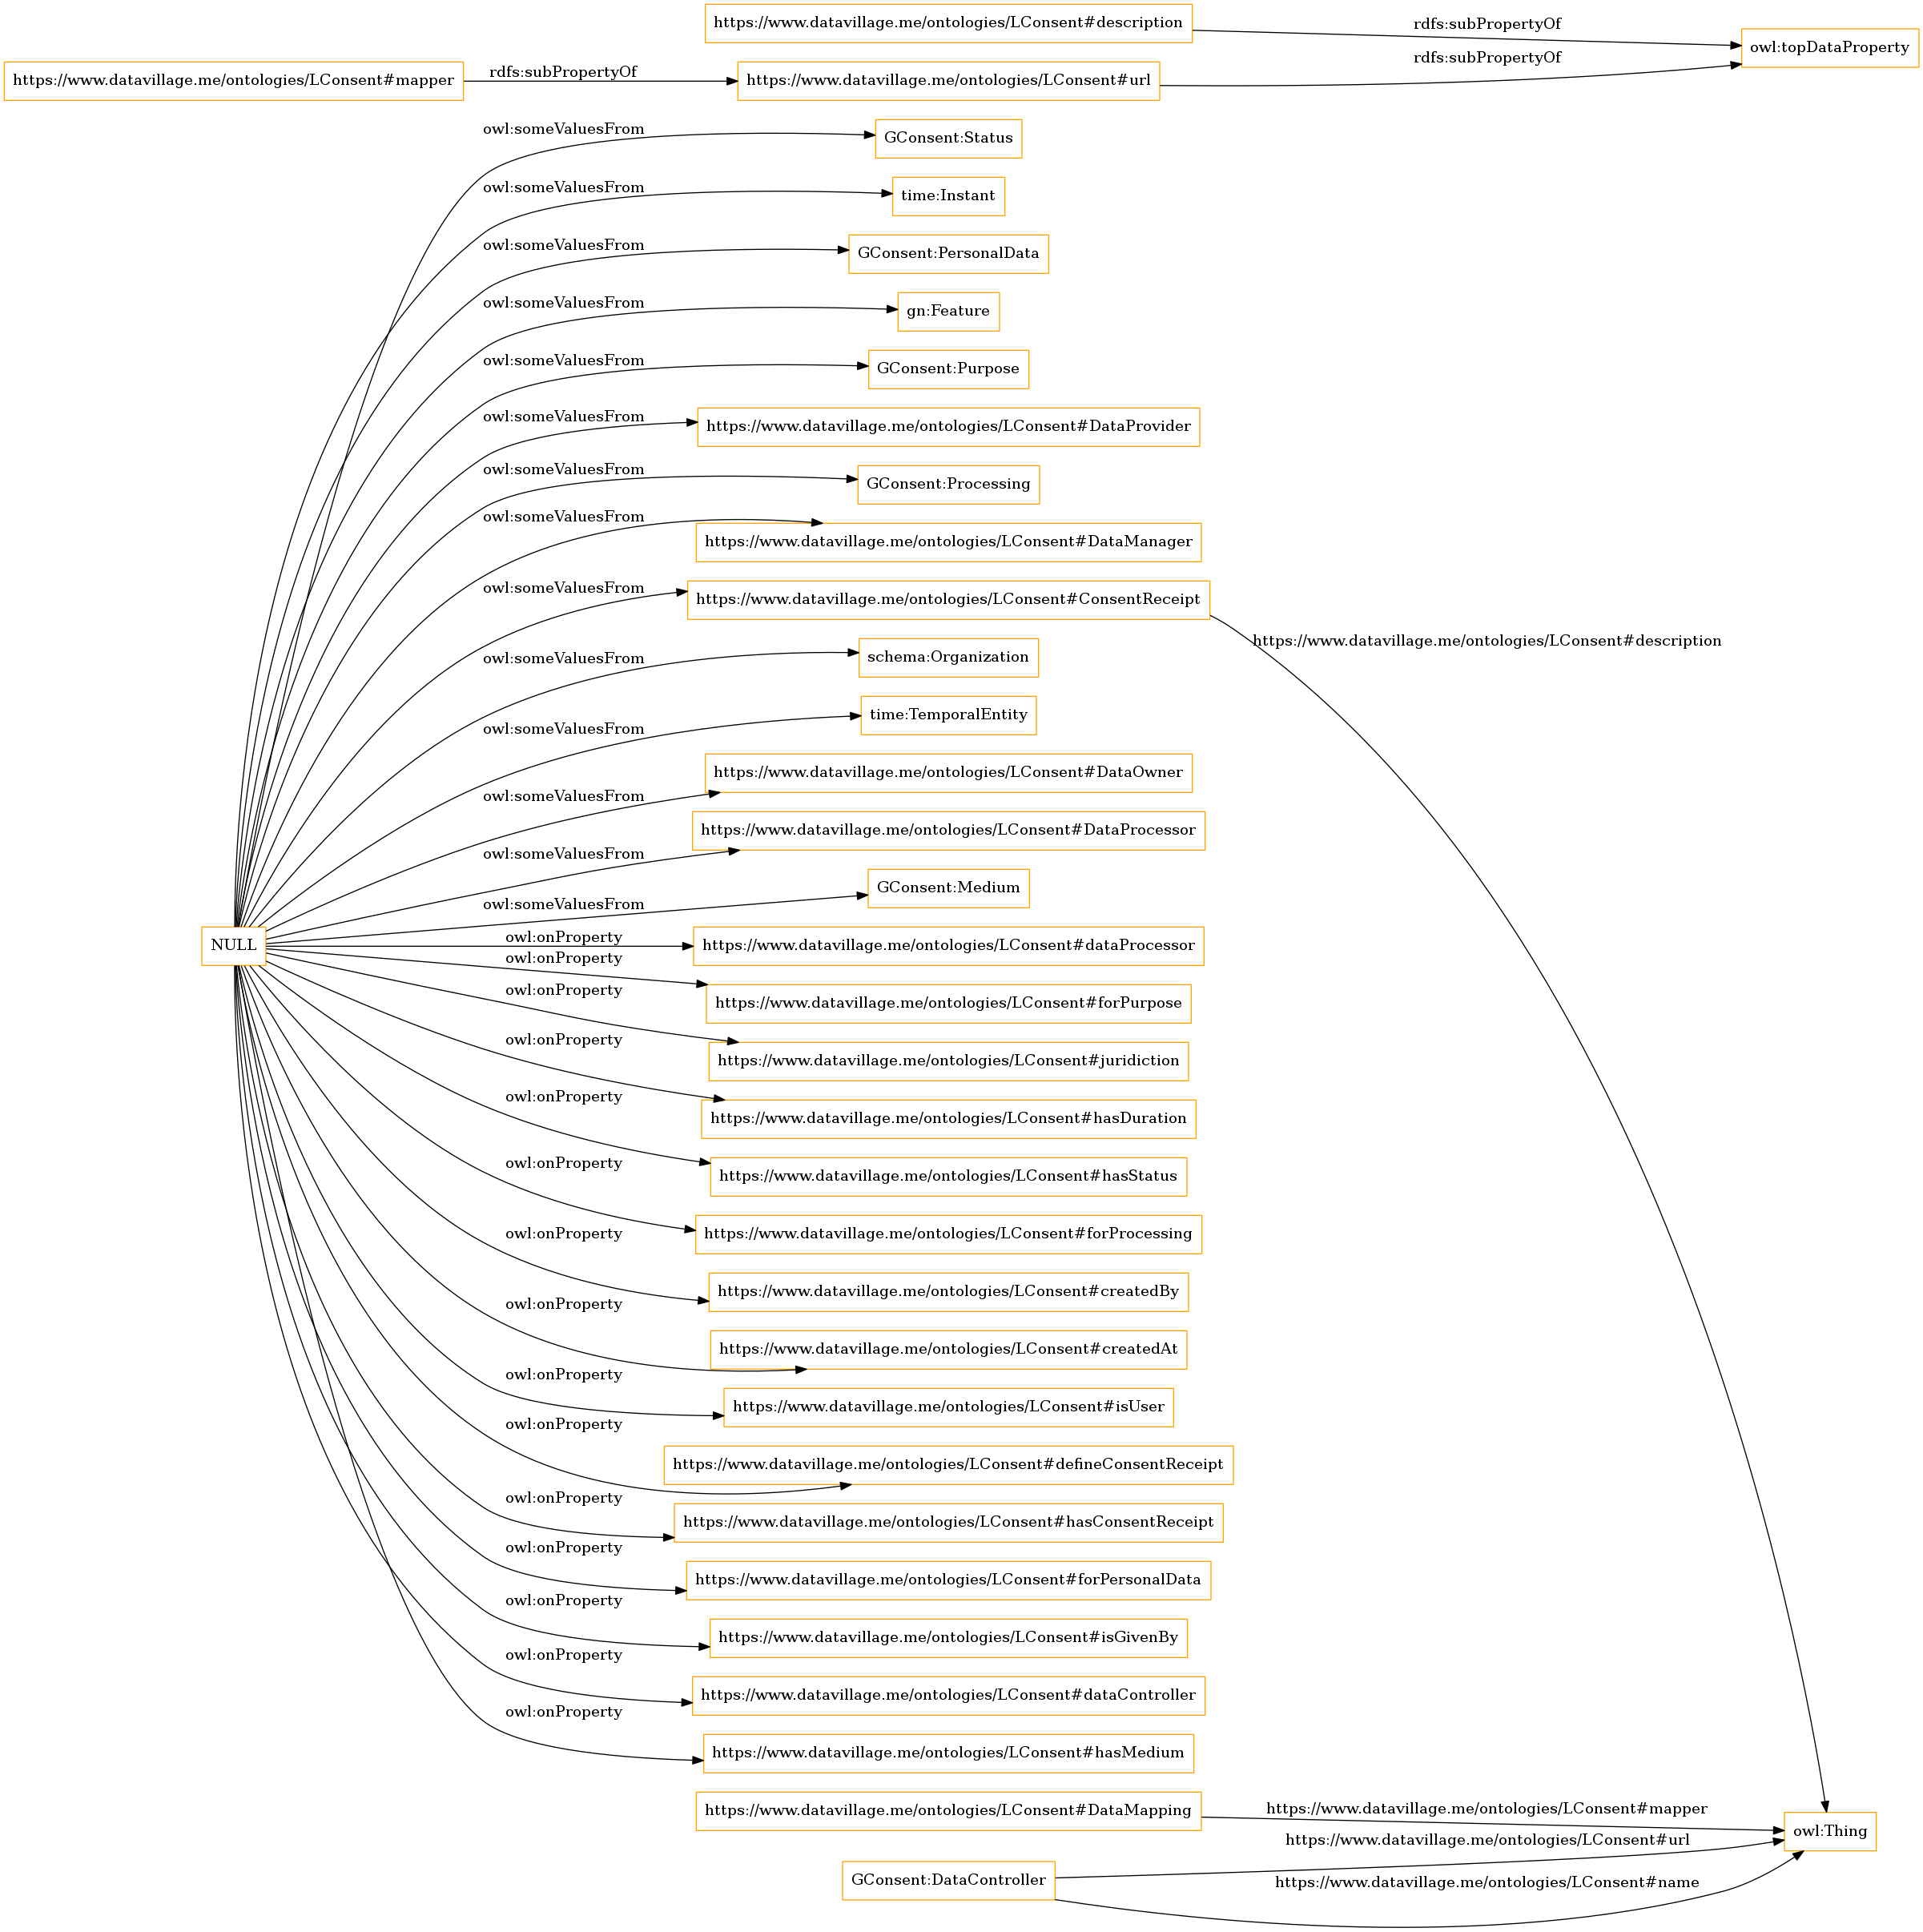 https://www.datavillage.me/ontologies/LConsent#description
rdfs:subPropertyOf
owl:topDataProperty
https://www.datavillage.me/ontologies/LConsent#mapper
rdfs:subPropertyOf
https://www.datavillage.me/ontologies/LConsent#url
rdfs:subPropertyOf
owl:someValuesFrom
GConsent:Status
owl:someValuesFrom
time:Instant
owl:someValuesFrom
GConsent:PersonalData
owl:someValuesFrom
gn:Feature
owl:someValuesFrom
GConsent:Purpose
owl:someValuesFrom
https://www.datavillage.me/ontologies/LConsent#DataProvider
owl:someValuesFrom
GConsent:Processing
owl:someValuesFrom
https://www.datavillage.me/ontologies/LConsent#DataManager
owl:someValuesFrom
https://www.datavillage.me/ontologies/LConsent#ConsentReceipt
https://www.datavillage.me/ontologies/LConsent#description
owl:someValuesFrom
schema:Organization
owl:someValuesFrom
time:TemporalEntity
owl:someValuesFrom
https://www.datavillage.me/ontologies/LConsent#DataOwner
owl:someValuesFrom
https://www.datavillage.me/ontologies/LConsent#DataProcessor
owl:someValuesFrom
GConsent:Medium
NULL
owl:onProperty
https://www.datavillage.me/ontologies/LConsent#dataProcessor
owl:onProperty
https://www.datavillage.me/ontologies/LConsent#forPurpose
owl:onProperty
https://www.datavillage.me/ontologies/LConsent#juridiction
owl:onProperty
https://www.datavillage.me/ontologies/LConsent#hasDuration
owl:onProperty
https://www.datavillage.me/ontologies/LConsent#hasStatus
owl:onProperty
https://www.datavillage.me/ontologies/LConsent#forProcessing
owl:onProperty
https://www.datavillage.me/ontologies/LConsent#createdBy
owl:onProperty
https://www.datavillage.me/ontologies/LConsent#createdAt
owl:onProperty
https://www.datavillage.me/ontologies/LConsent#isUser
owl:onProperty
https://www.datavillage.me/ontologies/LConsent#defineConsentReceipt
owl:onProperty
https://www.datavillage.me/ontologies/LConsent#hasConsentReceipt
owl:onProperty
https://www.datavillage.me/ontologies/LConsent#forPersonalData
owl:onProperty
https://www.datavillage.me/ontologies/LConsent#isGivenBy
owl:onProperty
https://www.datavillage.me/ontologies/LConsent#dataController
owl:onProperty
https://www.datavillage.me/ontologies/LConsent#hasMedium
https://www.datavillage.me/ontologies/LConsent#DataMapping
https://www.datavillage.me/ontologies/LConsent#mapper
owl:Thing
https://www.datavillage.me/ontologies/LConsent#url
GConsent:DataController
https://www.datavillage.me/ontologies/LConsent#name